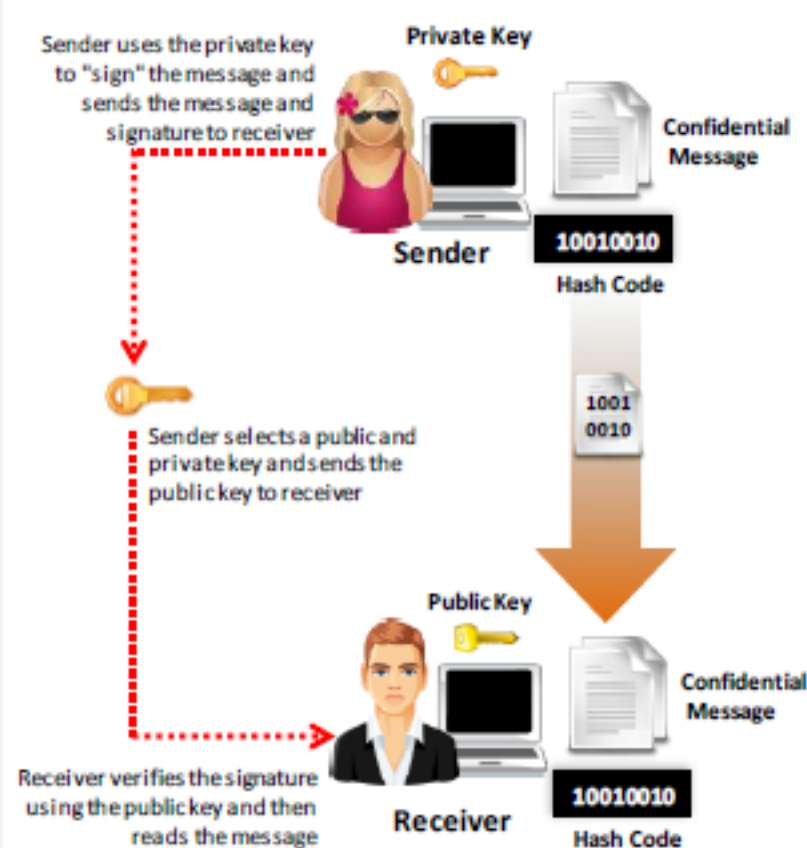 Sender uses the private key
to "sign" the message and
sends the message and
signature to receiver
Private Key
Confidential
Message
Sender
10010010
Hash Code
1001
0010
Sender selects a public and
private key and sends the
public key to receiver
Public Key
Confidential
Message
Receiver verifies the signature
using the public key and then
reads the message
Receiver
10010010
Hash Code